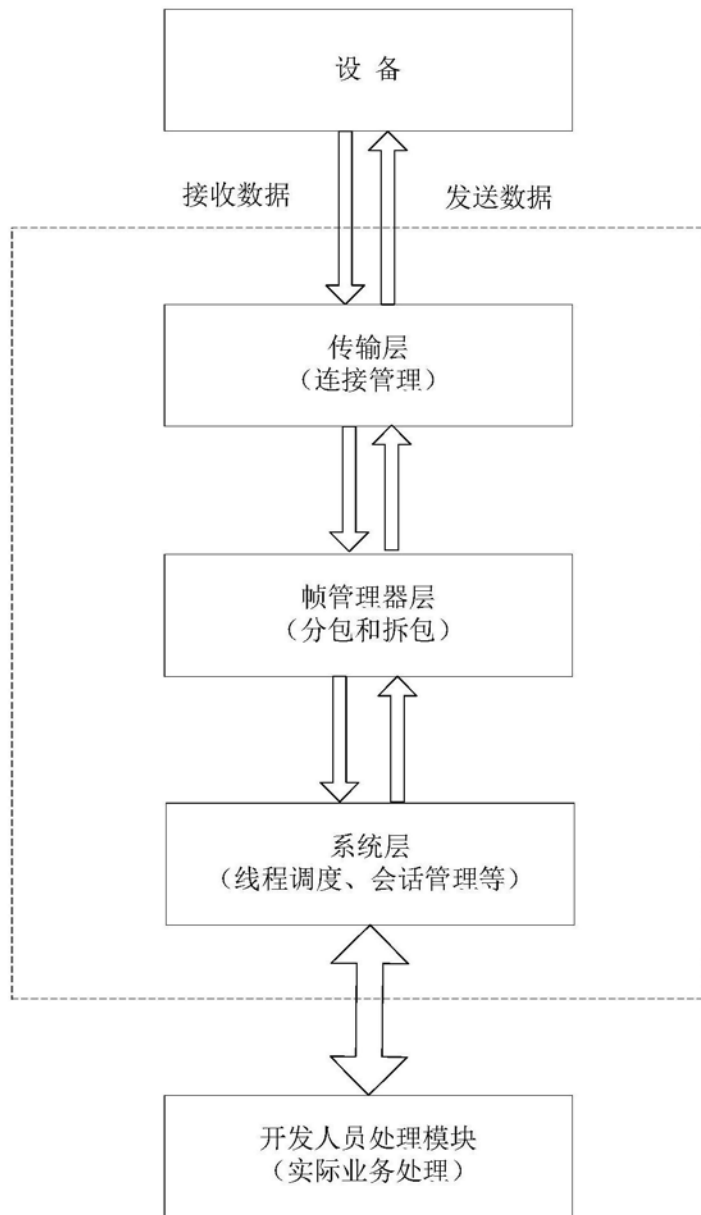 设 备
接收数据
发送数据
传输层
（连接管理）
帧管理器层
（分包和拆包）
系统层
（线程调度、会话管理等）
开发人员处理模块
（实际业务处理）